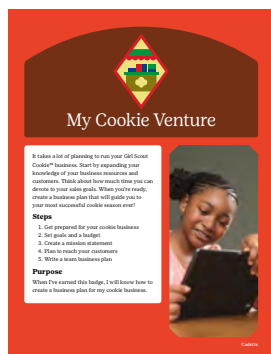 My Cookie Venture
It takes a lot of planning to run your Girl Scout
Cookie™ business. Start by expanding your
knowledge of your business resources and
customers. Think about how much time you can
devote to your sales goals. When you're ready,
create a business plan that will guide you to
your most successful cookie season ever!
Steps
1. Get prepared for your cookie business
2. Set goals and a budget
3. Create a mission statement
4. Plan to reach your customers
5. Write a team business plan
Purpose
When I've earned this badge, I will know how to
create a business plan for my cookie business.
Cadette